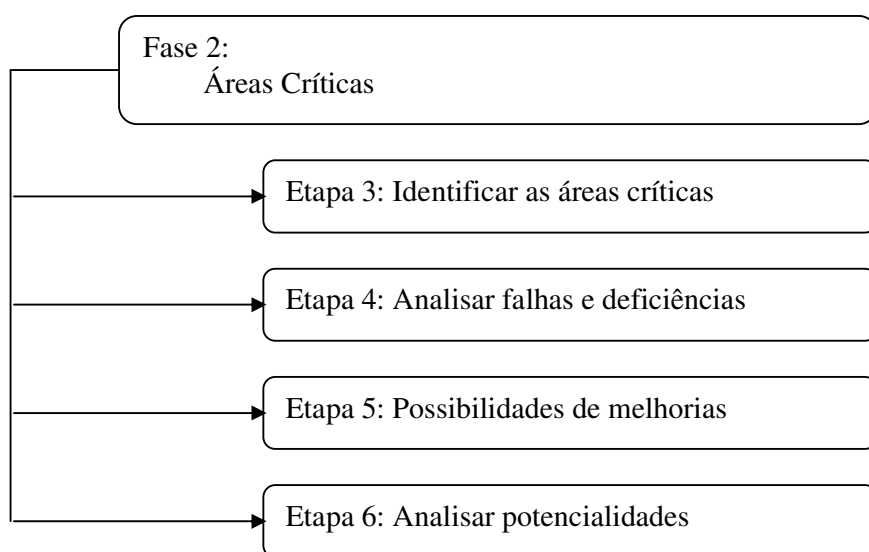 Fase 2:
Áreas Críticas
Etapa 3: Identificar as áreas críticas
Etapa 4: Analisar falhas e deficiências
Etapa 5: Possibilidades de melhorias
Etapa 6: Analisar potencialidades